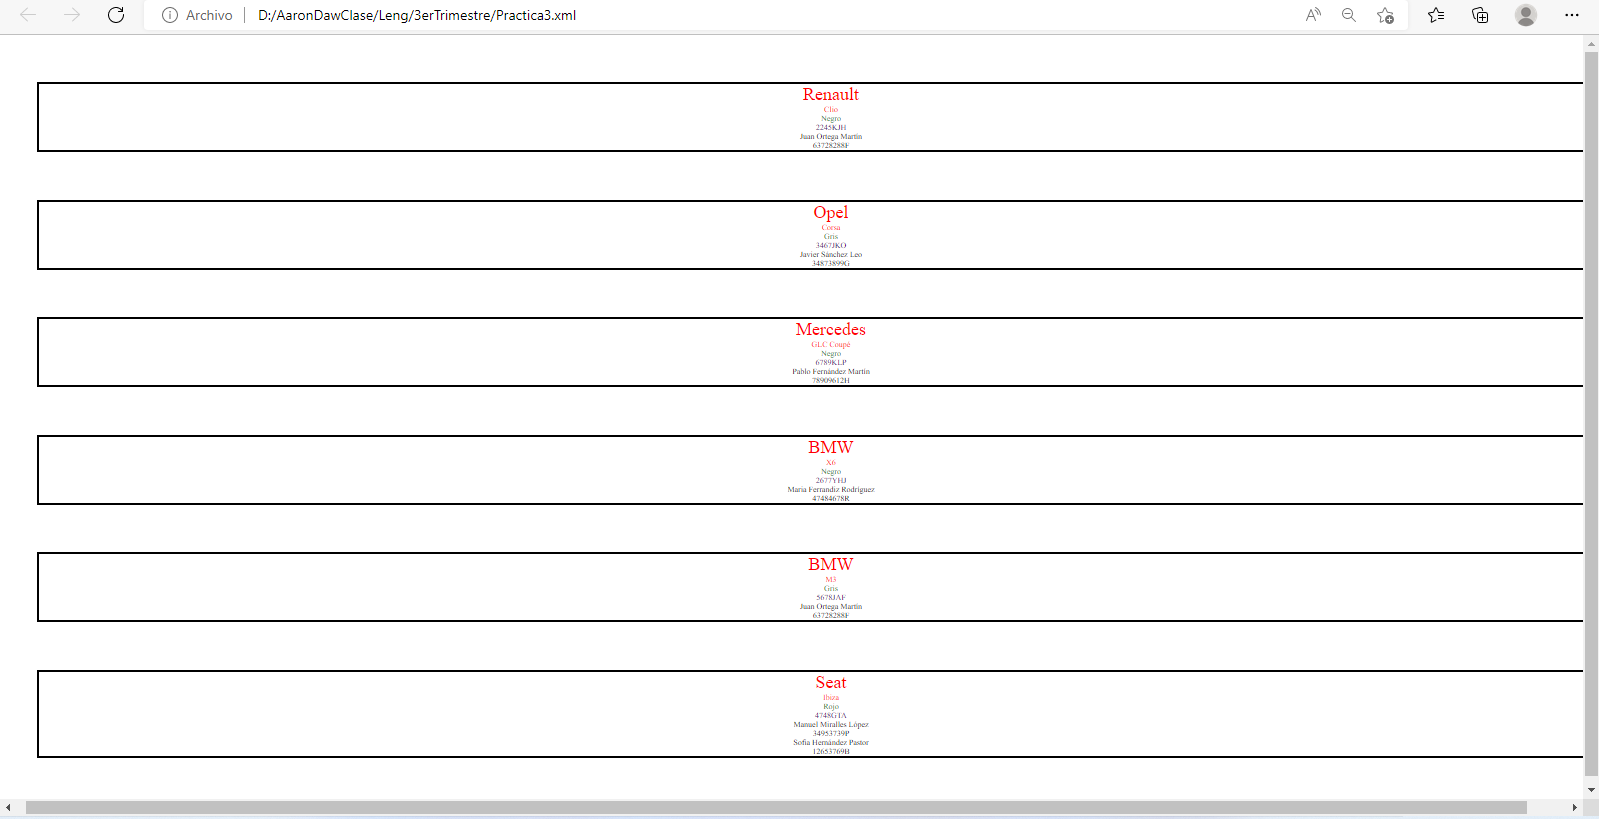 Archivo
D:/AaronDawClase/Leng/3erTrimestre/Practica3.xml
Renault
Clio
Negro
2245KJH
Juan Ortega Martín
63728288F
Opel
Corsa
Gris
3467JKO
Javier Sánchez Leo
34873899G
Mercedes
GLC Coupé
Negro
6789KLP
Pablo Fernández Martín
78909612H
BMW
X6
Negro
2677YHJ
María Ferrandiz Rodríguez
47484678R
BMW
M3
Gris
5678JAF
Juan Ortega Martín
63728288F
Seat
Ibiza
Rojo
4748GTA
Manuel Miralles López
34953739P
Sofía Hernández Pastor
12653769B